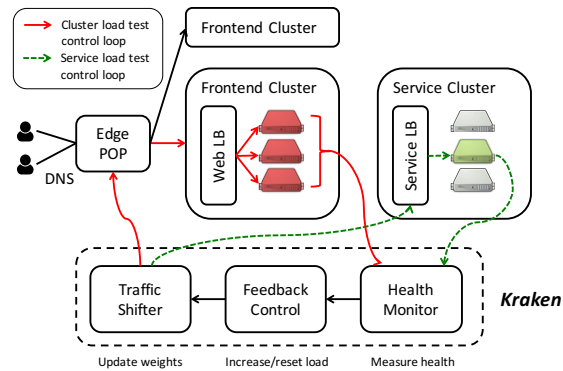 Cluster load test
control loop
Service load test
control loop
Frontend Cluster
Frontend Cluster
Service Cluster
Edge
POP
DNS
Web LB
Service LB
Traffic
Shifter
Feedback
Control
Health
Monitor
Kraken
Update weights
Increase/reset load
Measure health